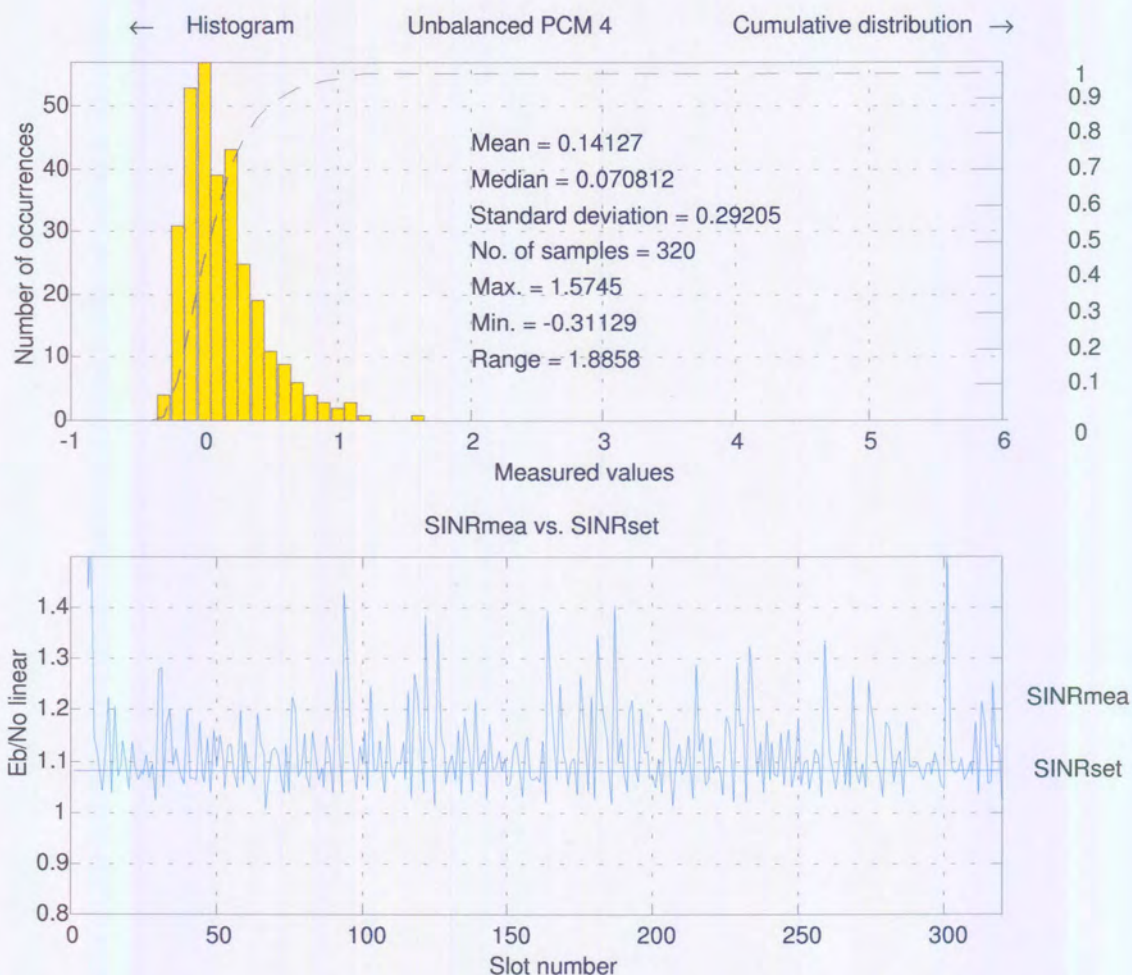 ← Histogram Unbalanced PCM 4 Cumulative distribution →
50
40
30
20
10
0
Number of occurrences
Mean = 0.14127
Median = 0.070812
Standard deviation = 0.29205
No. of samples = 320
Max. = 1.5745
Min. = -0.31129
Range = 1.8858
1
0.9
0.8
0.7
0.6
0.5
0.4
0.3
0.2
0.1
0
-1 0 1 2 3 4 5 6
Measured values
SINRmea vs. SINRset
1.4
1.3
1.2
1.1
1
0.9
0.8
Eb/No linear
SINRmea
SINRset
0 50 100 150 200 250 300
Slot number